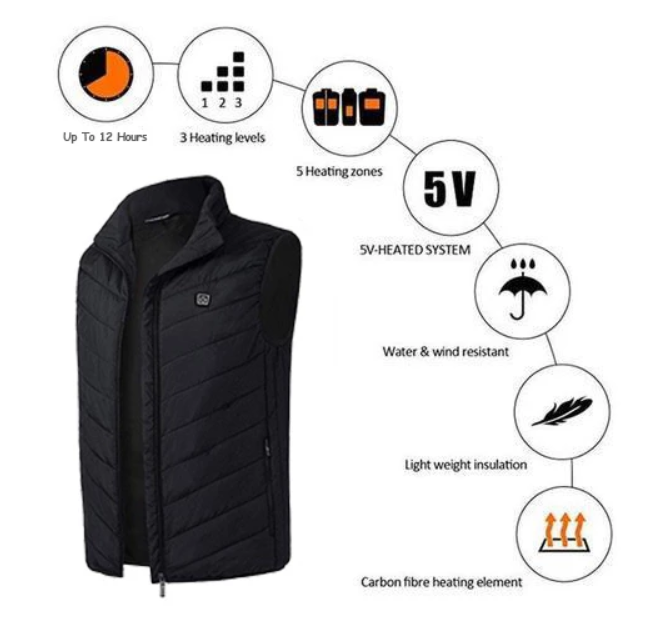 1 2 3
Up To 12 Hours
3 Heating levels
5 Heating zones
5V
5V-HEATED SYSTEM
Water & wind resistant
Light weight insulation
Carbon fibre heating element